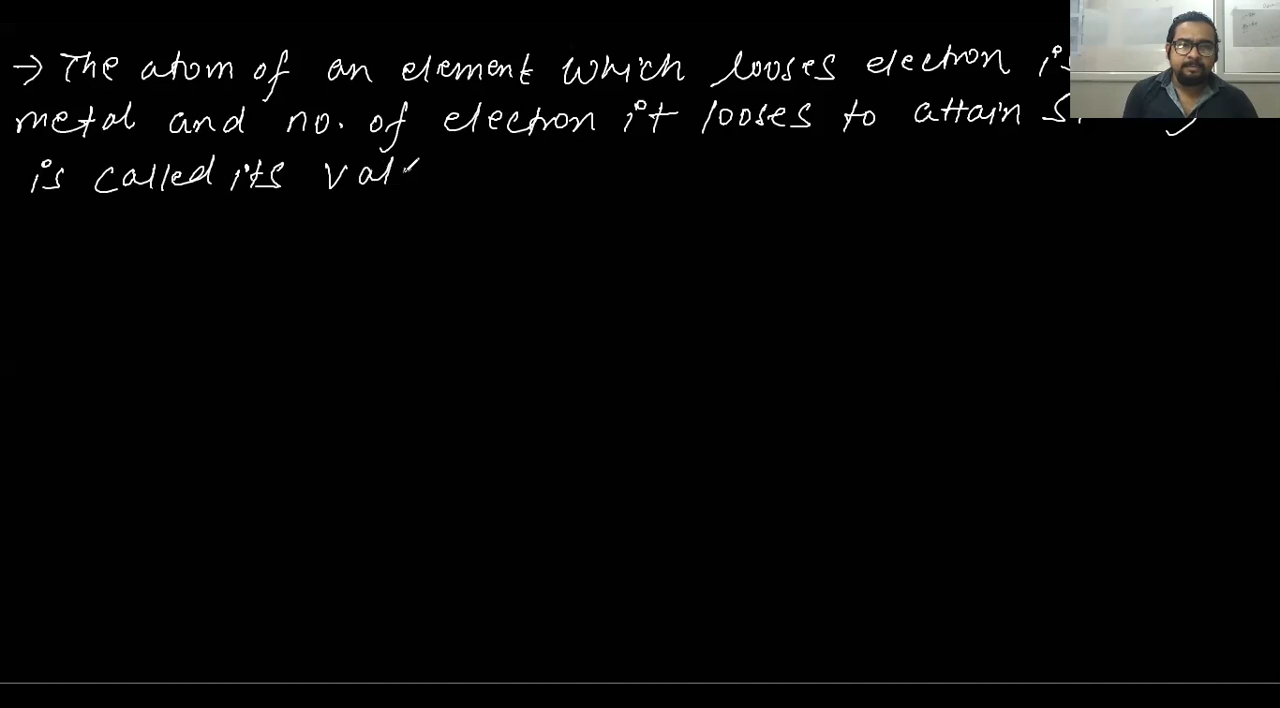 → The atom of an element which looses electron is
metal and no. of electron it looses to attain
is called its val